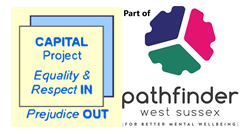 CAPITAL
Project
Equality &
Respect IN
Prejudice OUT
Part of
pathfinder
west sussex
[FOR BETTER MENTAL WELLBEING]